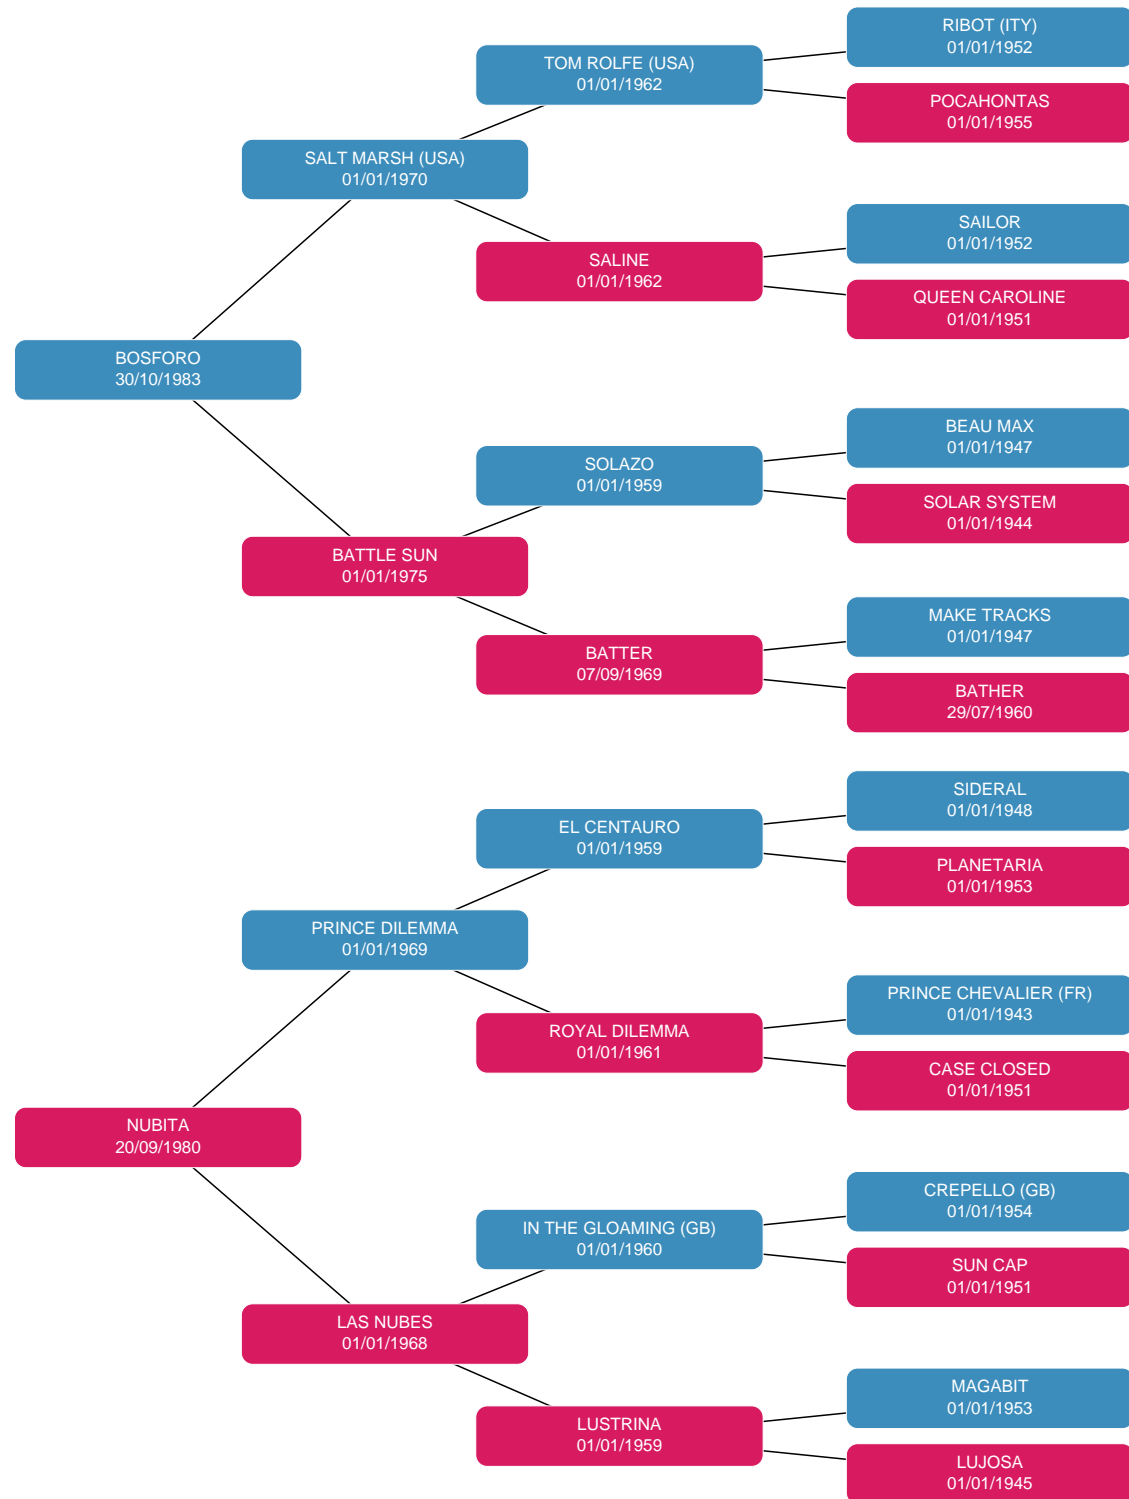 RIBOT (ITY)
01/01/1952
TOM ROLFE (USA)
01/01/1962
POCAHONTAS
01/01/1955
SALT MARSH (USA)
01/01/1970
SAILOR
01/01/1952
SALINE
01/01/1962
QUEEN CAROLINE
01/01/1951
BOSFORO
30/10/1983
BEAU MAX
01/01/1947
SOLAZO
01/01/1959
SOLAR SYSTEM
01/01/1944
BATTLE SUN
01/01/1975
MAKE TRACKS
01/01/1947
BATTER
07/09/1969
BATHER
29/07/1960
SIDERAL
01/01/1948
EL CENTAURO
01/01/1959
PLANETARIA
01/01/1953
PRINCE DILEMMA
01/01/1969
PRINCE CHEVALIER (FR)
01/01/1943
ROYAL DILEMMA
01/01/1961
CASE CLOSED
01/01/1951
NUBITA
20/09/1980
CREPELLO (GB)
01/01/1954
IN THE GLOAMING (GB)
01/01/1960
SUN CAP
01/01/1951
LAS NUBES
01/01/1968
MAGABIT
01/01/1953
LUSTRINA
01/01/1959
LUJOSA
01/01/1945